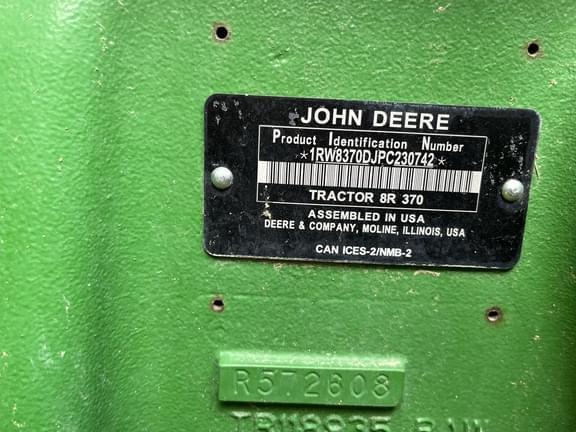 JOHN DEERE
Product Identification Number
*1RW8370DJPC230742*
TRACTOR 8R 370
ASSEMBLED IN USA
DEERE & COMPANY, MOLINE, ILLINOIS, USA
CAN ICES-2/NMB-2
R572608